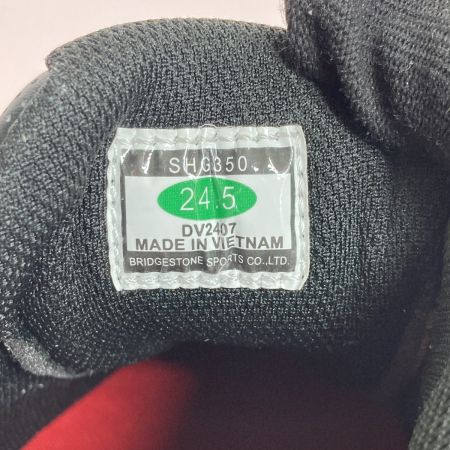 SHG350
24.5
DV2407
MADE IN VIETNAM
BRIDGESTONE SPORTS CO.,LTD.